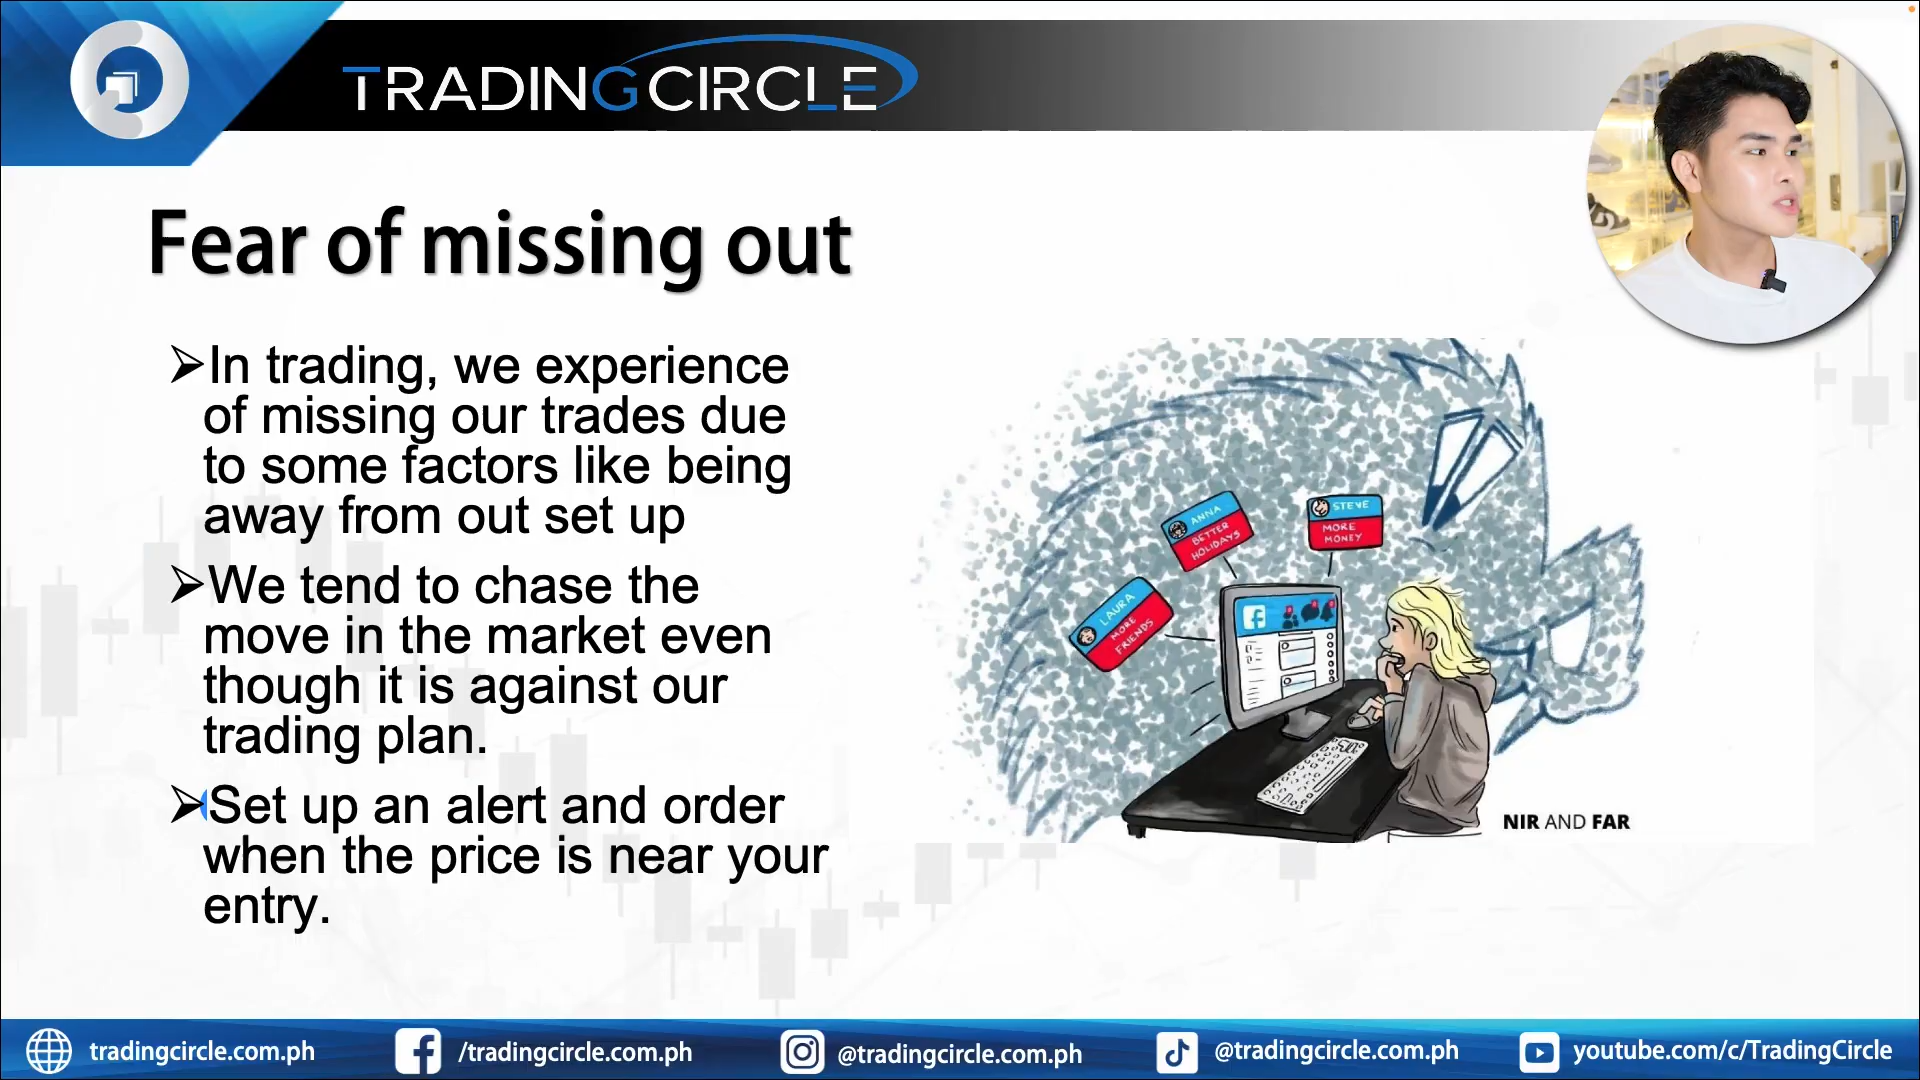 TRADINGCIRCLE
Fear of missing out
➢In trading, we experience
of missing our trades due
to some factors like being
away from out set up
➢We tend to chase the
move in the market even
though it is against our
trading plan.
➢Set up an alert and order
when the price is near your
entry.
ANNA
BETTER
HOLIDAYS
STEVE
MORE
MONEY
LAURA
MORE
FRIENDS
f
NIR AND FAR
tradingcircle.com.ph
/tradingcircle.com.ph
@tradingcircle.com.ph
@tradingcircle.com.ph
youtube.com/c/TradingCircle